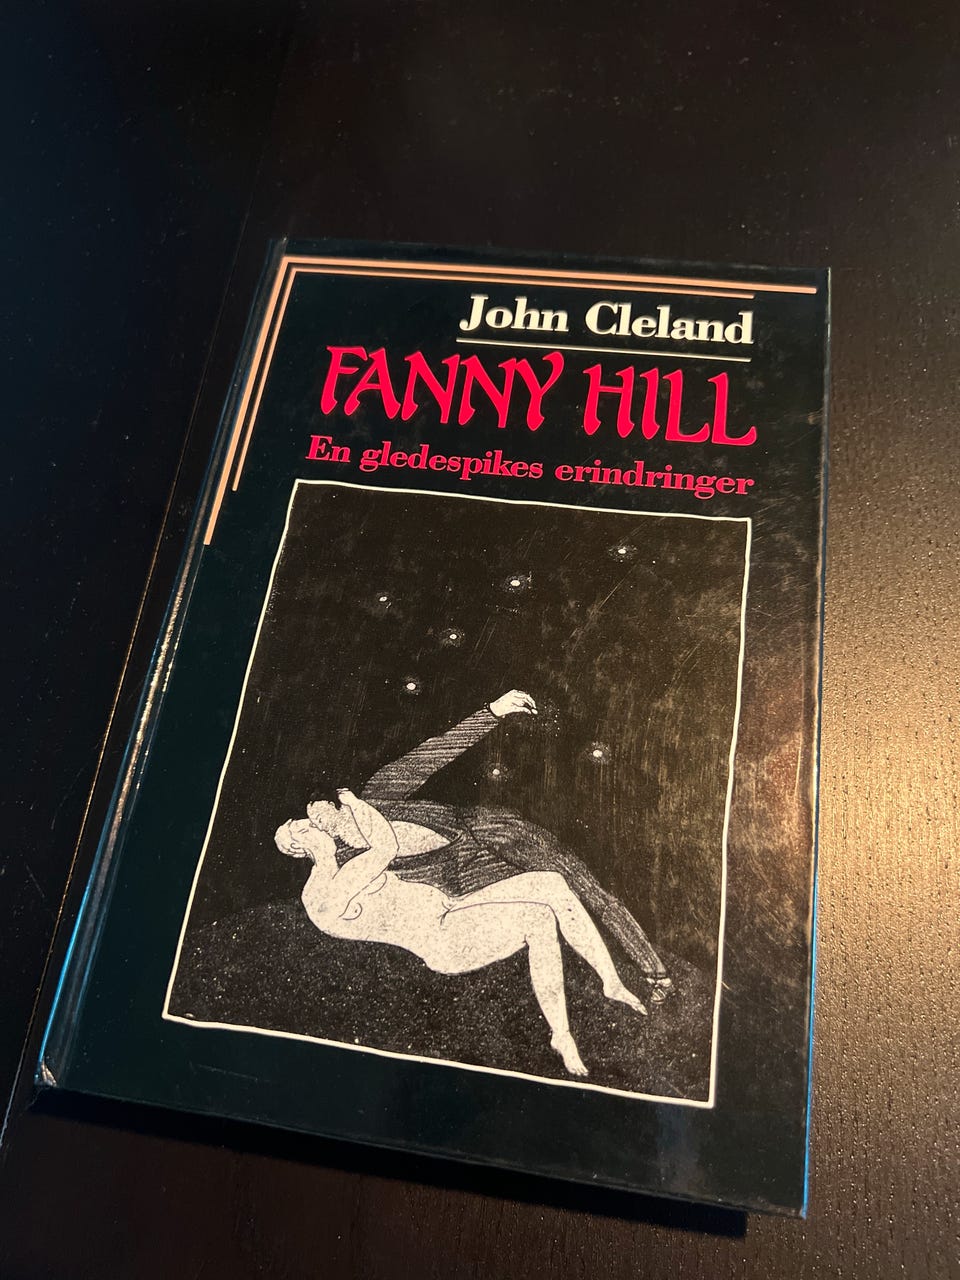 John Cleland
FANNY HILL
En gledespikes erindringer